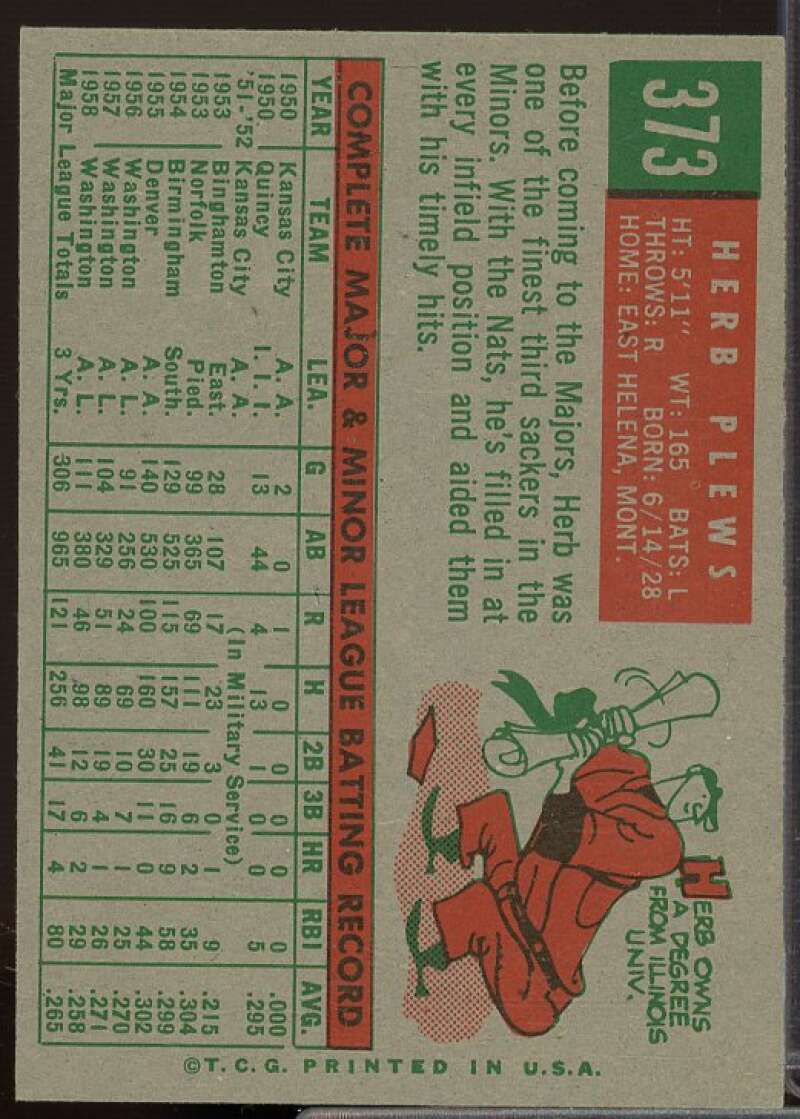 373
HERB PLEWS
HT: 5'11" WT: 165 BATS: L
THROWS: R BORN: 6/14/28
HOME: EAST HELENA, MONT.
Before coming to the Majors, Herb was
one of the finest third sackers in the
Minors. With the Nats, he's filled in at
every infield position and aided them
with his timely hits.
HERB OWNS
A DEGREE
FROM ILLINOIS
UNIV.
COMPLETE MAJOR & MINOR LEAGUE BATTING RECORD
YEAR TEAM LEA. G AB R H 2B 3B HR RBI AVG.
1950 Kansas City A. A. 2 0 1 0 0 0 0 0 .000
1950 Quincy I. I. I. 13 44 4 13 1 0 0 5 .295
'51-'52 Kansas City A. A. (In Military Service)
1953 Binghamton East. 28 107 17 23 3 0 1 9 .215
1953 Norfolk Pied. 99 365 69 111 19 6 2 35 .304
1954 Birmingham South. 129 525 115 157 25 16 9 58 .299
1955 Denver A. A. 140 530 100 160 30 11 0 44 .302
1956 Washington A. L. 91 256 24 69 10 7 1 25 .270
1957 Washington A. L. 104 329 51 89 19 4 1 26 .271
1958 Washington A. L. 111 380 46 98 12 6 2 29 .258
Major League Totals 3 Yrs. 306 965 121 256 41 17 4 80 .265
©T. C. G. PRINTED IN U.S.A.